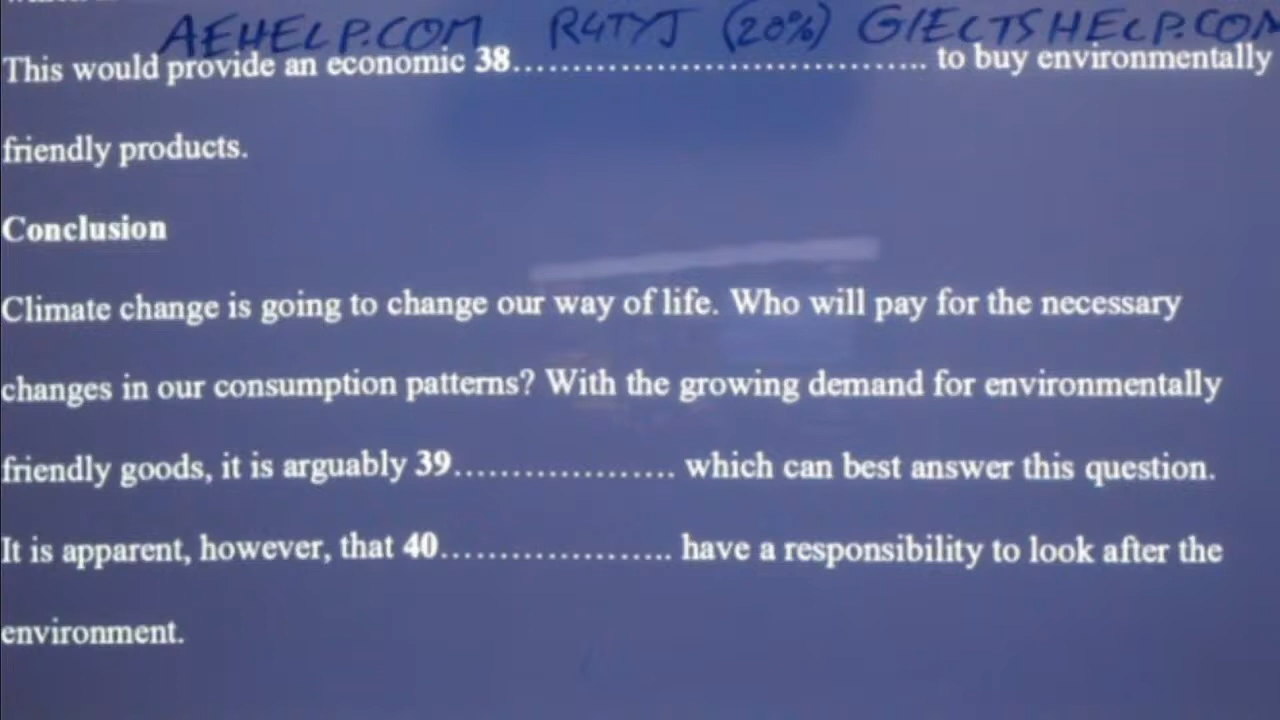 AEHELP.COM R4TYJ (20%) GIELTSHELP.COM
This would provide an economic 38.................................... to buy environmentally
friendly products.
Conclusion
Climate change is going to change our way of life. Who will pay for the necessary
changes in our consumption patterns? With the growing demand for environmentally
friendly goods, it is arguably 39................... which can best answer this question.
It is apparent, however, that 40.................... have a responsibility to look after the
environment.